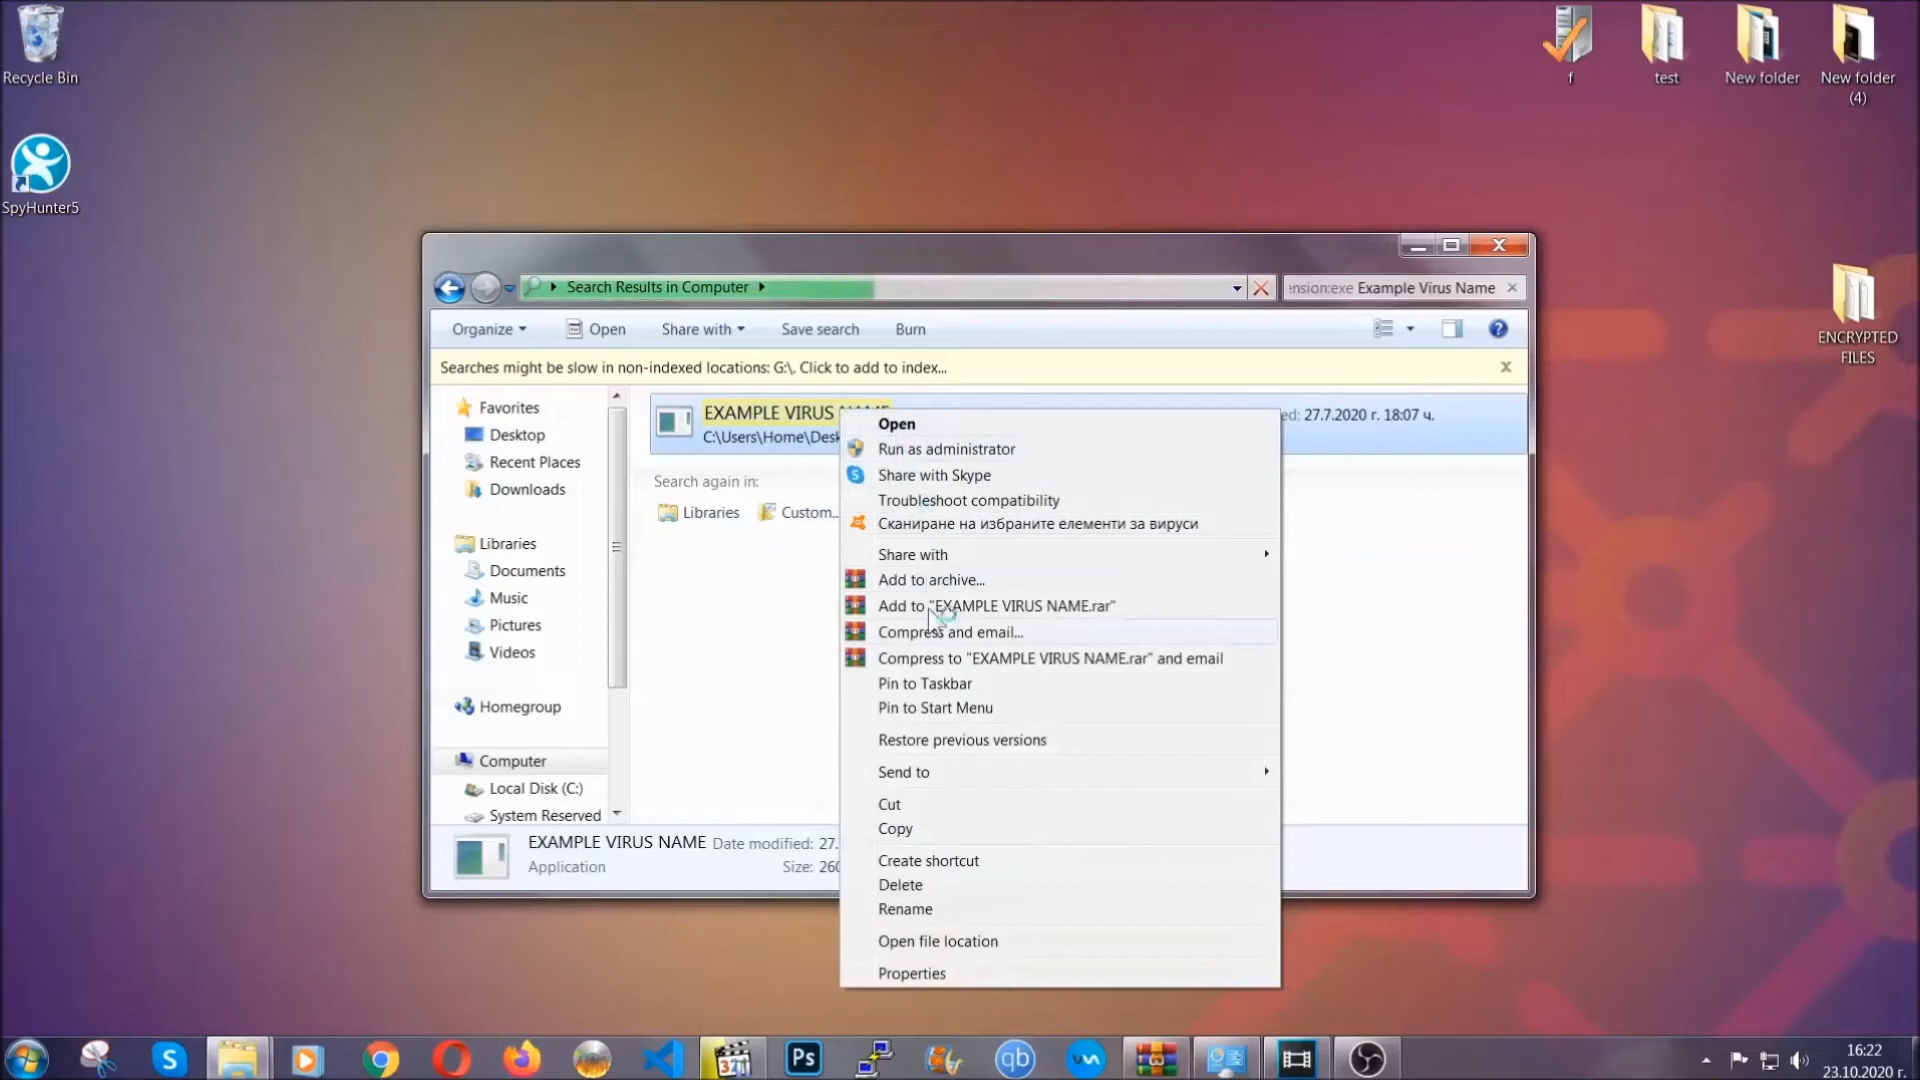 Recycle Bin
SpyHunter5
f
test
New folder
New folder
(4)
ENCRYPTED
FILES
Search Results in Computer
ension:exe Example Virus Name
Organize
Open
Share with
Save search
Burn
Searches might be slow in non-indexed locations: G:\. Click to add to index...
Favorites
Desktop
Recent Places
Downloads
Libraries
Documents
Music
Pictures
Videos
Homegroup
Computer
Local Disk (C:)
System Reserved
EXAMPLE VIRUS NAME
ed: 27.7.2020 г. 18:07 ч.
C:\Users\Home\Desk
Search again in:
Libraries
Custom...
Open
Run as administrator
Share with Skype
Troubleshoot compatibility
Сканиране на избраните елементи за вируси
Share with
Add to archive...
Add to "EXAMPLE VIRUS NAME.rar"
Compress and email...
Compress to "EXAMPLE VIRUS NAME.rar" and email
Pin to Taskbar
Pin to Start Menu
Restore previous versions
Send to
Cut
Copy
Create shortcut
Delete
Rename
Open file location
Properties
EXAMPLE VIRUS NAME Date modified: 27.
Application Size: 260
16:22
23.10.2020 г.